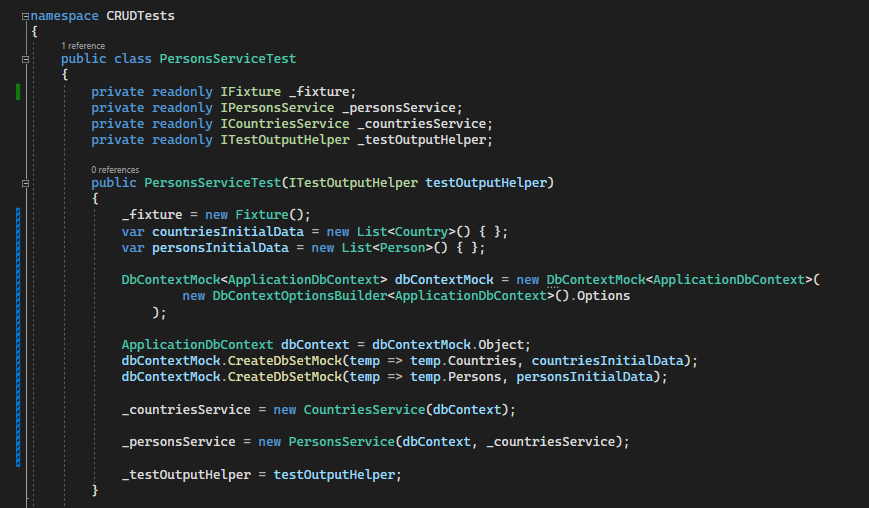 namespace CRUDTests
{
1 reference
public class PersonsServiceTest
{
private readonly IFixture _fixture;
private readonly IPersonsService _personsService;
private readonly ICountriesService _countriesService;
private readonly ITestOutputHelper _testOutputHelper;
0 references
public PersonsServiceTest(ITestOutputHelper testOutputHelper)
{
_fixture = new Fixture();
var countriesInitialData = new List<Country>() { };
var personsInitialData = new List<Person>() { };
DbContextMock<ApplicationDbContext> dbContextMock = new DbContextMock<ApplicationDbContext>(
new DbContextOptionsBuilder<ApplicationDbContext>().Options
);
ApplicationDbContext dbContext = dbContextMock.Object;
dbContextMock.CreateDbSetMock(temp => temp.Countries, countriesInitialData);
dbContextMock.CreateDbSetMock(temp => temp.Persons, personsInitialData);
_countriesService = new CountriesService(dbContext);
_personsService = new PersonsService(dbContext, _countriesService);
_testOutputHelper = testOutputHelper;
}